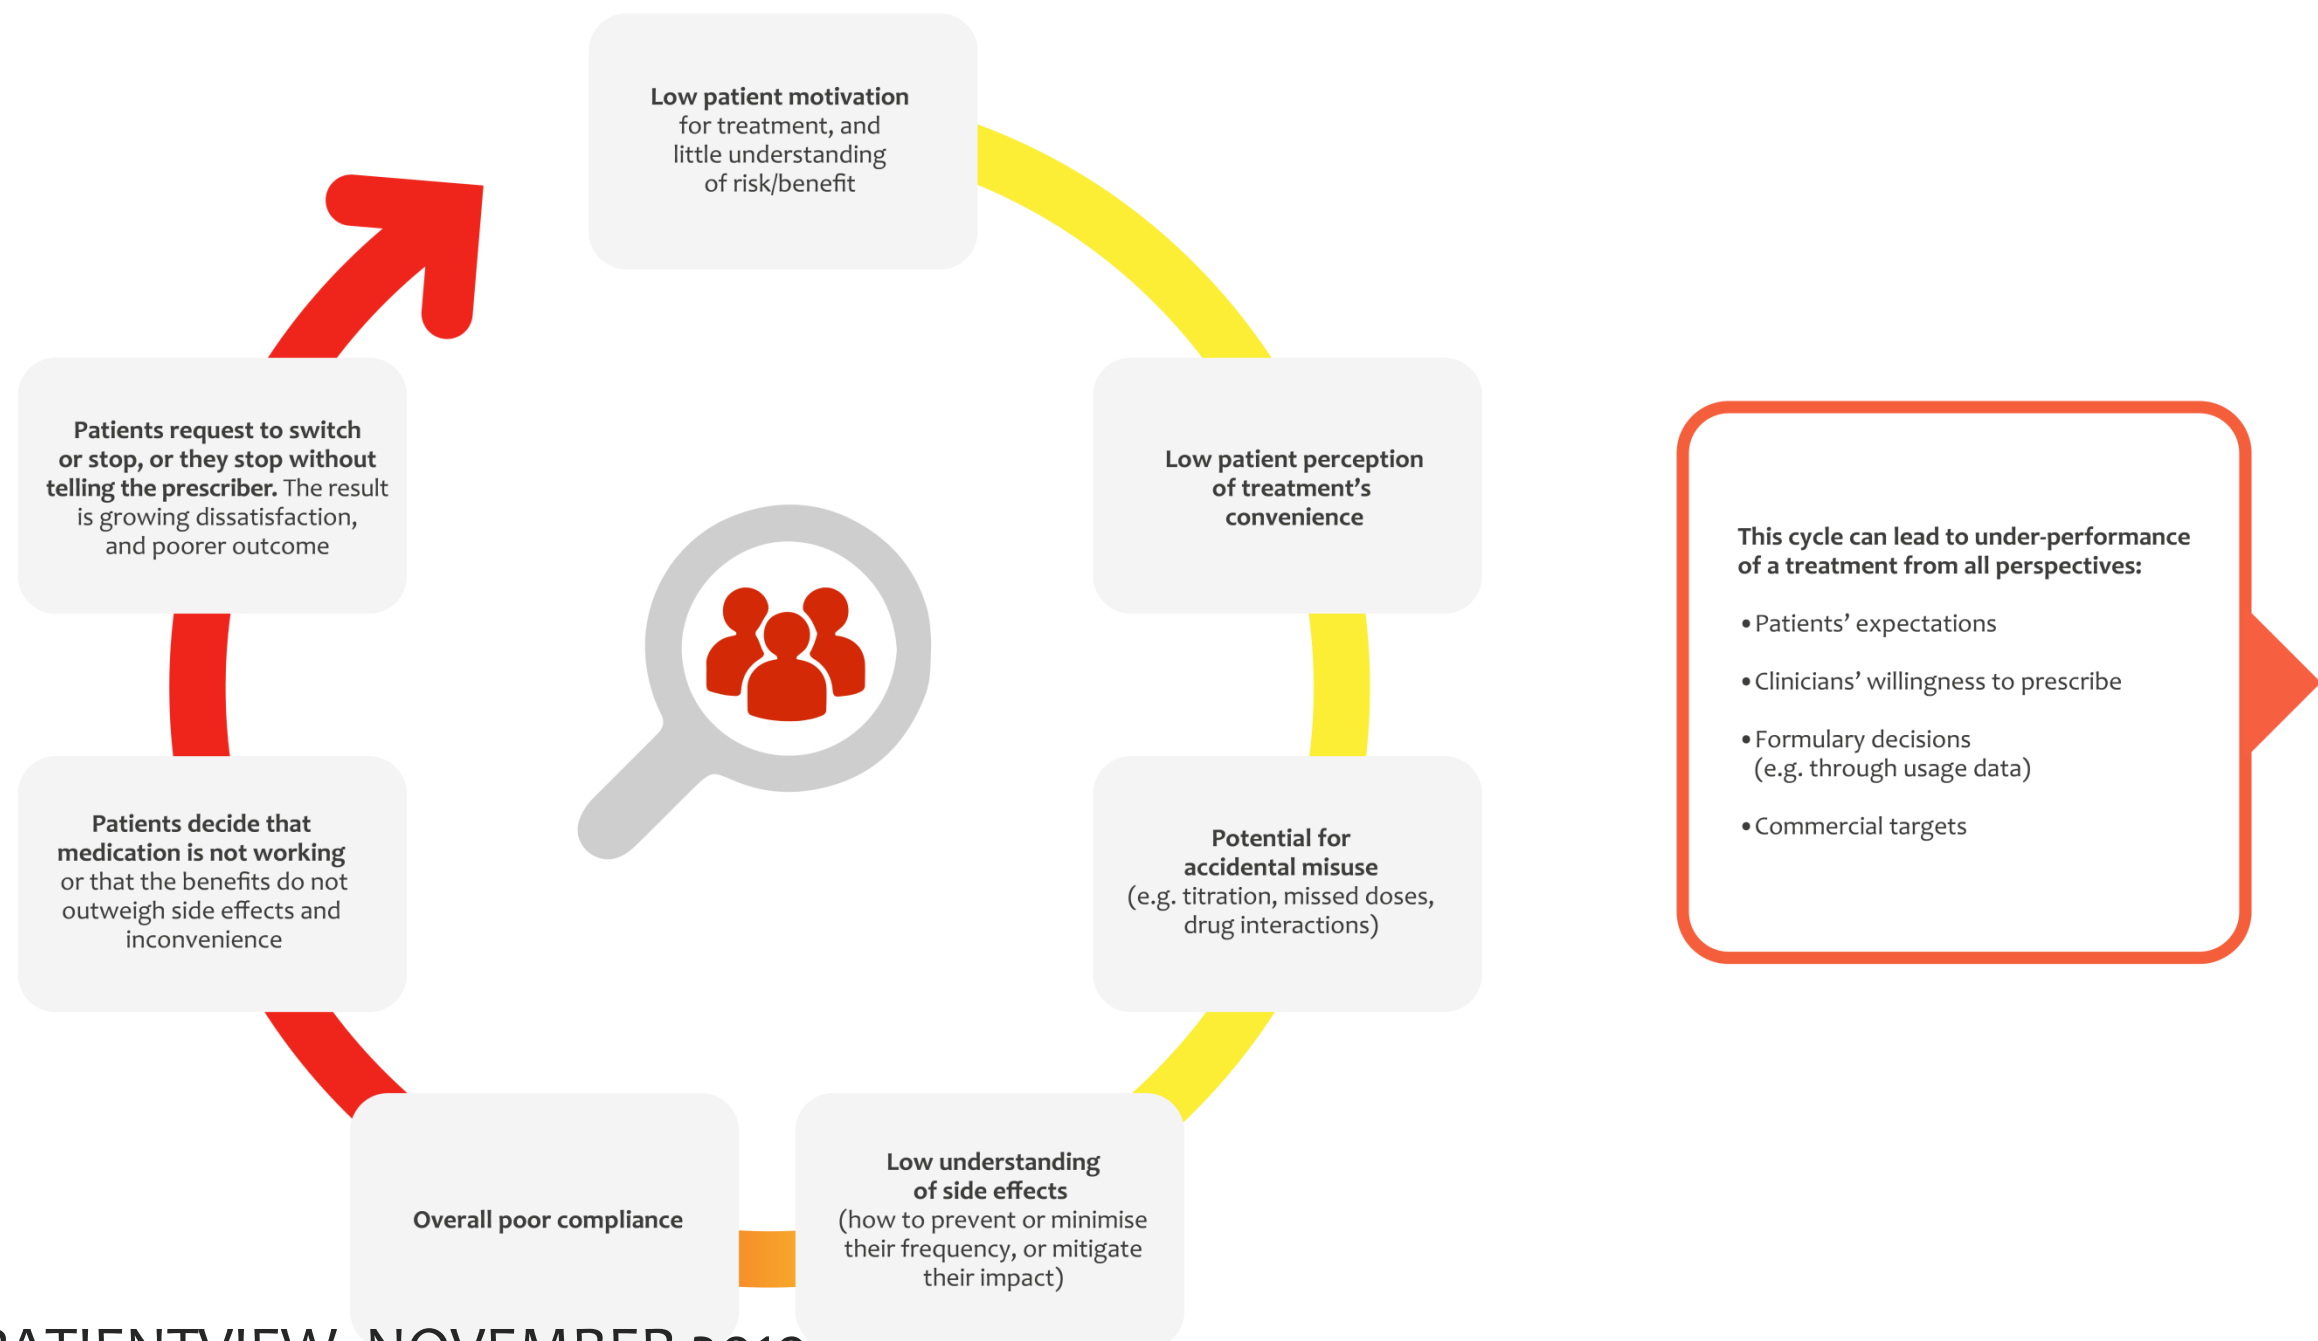 Low patient motivation
for treatment, and
little understanding
of risk/benefit
Low patient perception
of treatment’s
convenience
Potential for
accidental misuse
(e.g. titration, missed doses,
drug interactions)
Low understanding
of side effects
(how to prevent or minimise
their frequency, or mitigate
their impact)
Overall poor compliance
Patients decide that
medication is not working
or that the benefits do not
outweigh side effects and
inconvenience
Patients request to switch
or stop, or they stop without
telling the prescriber. The result
is growing dissatisfaction,
and poorer outcome
This cycle can lead to under-performance
of a treatment from all perspectives:
•Patients’ expectations
•Clinicians’ willingness to prescribe
•Formulary decisions
(e.g. through usage data)
•Commercial targets
PATIENTVIEW, NOVEMBER